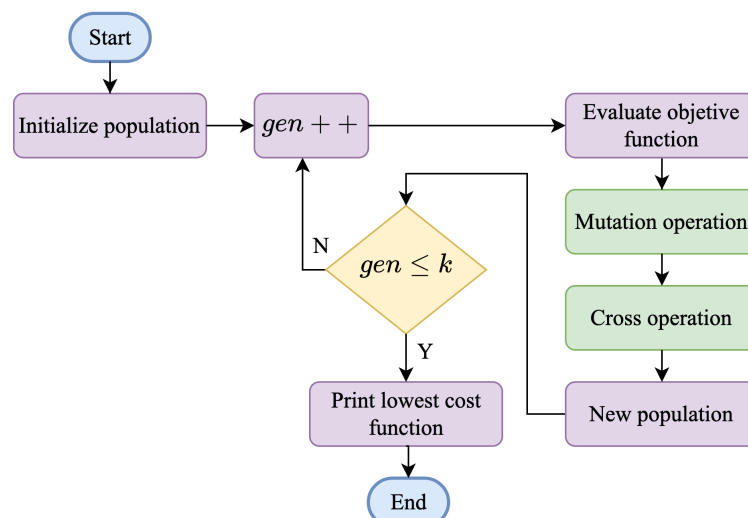 Start
Initialize population
gen + +
Evaluate objetive
function
Mutation operation
Cross operation
New population
gen ≤ k
N
Y
Print lowest cost
function
End